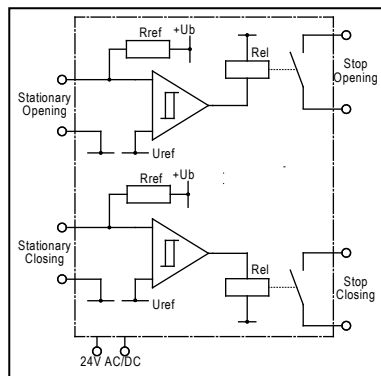 Rref
+Ub
Rel
Stop
Opening
Stationary
Opening
Uref
Rref
+Ub
Stationary
Closing
Uref
Rel
Stop
Closing
24V AC/DC